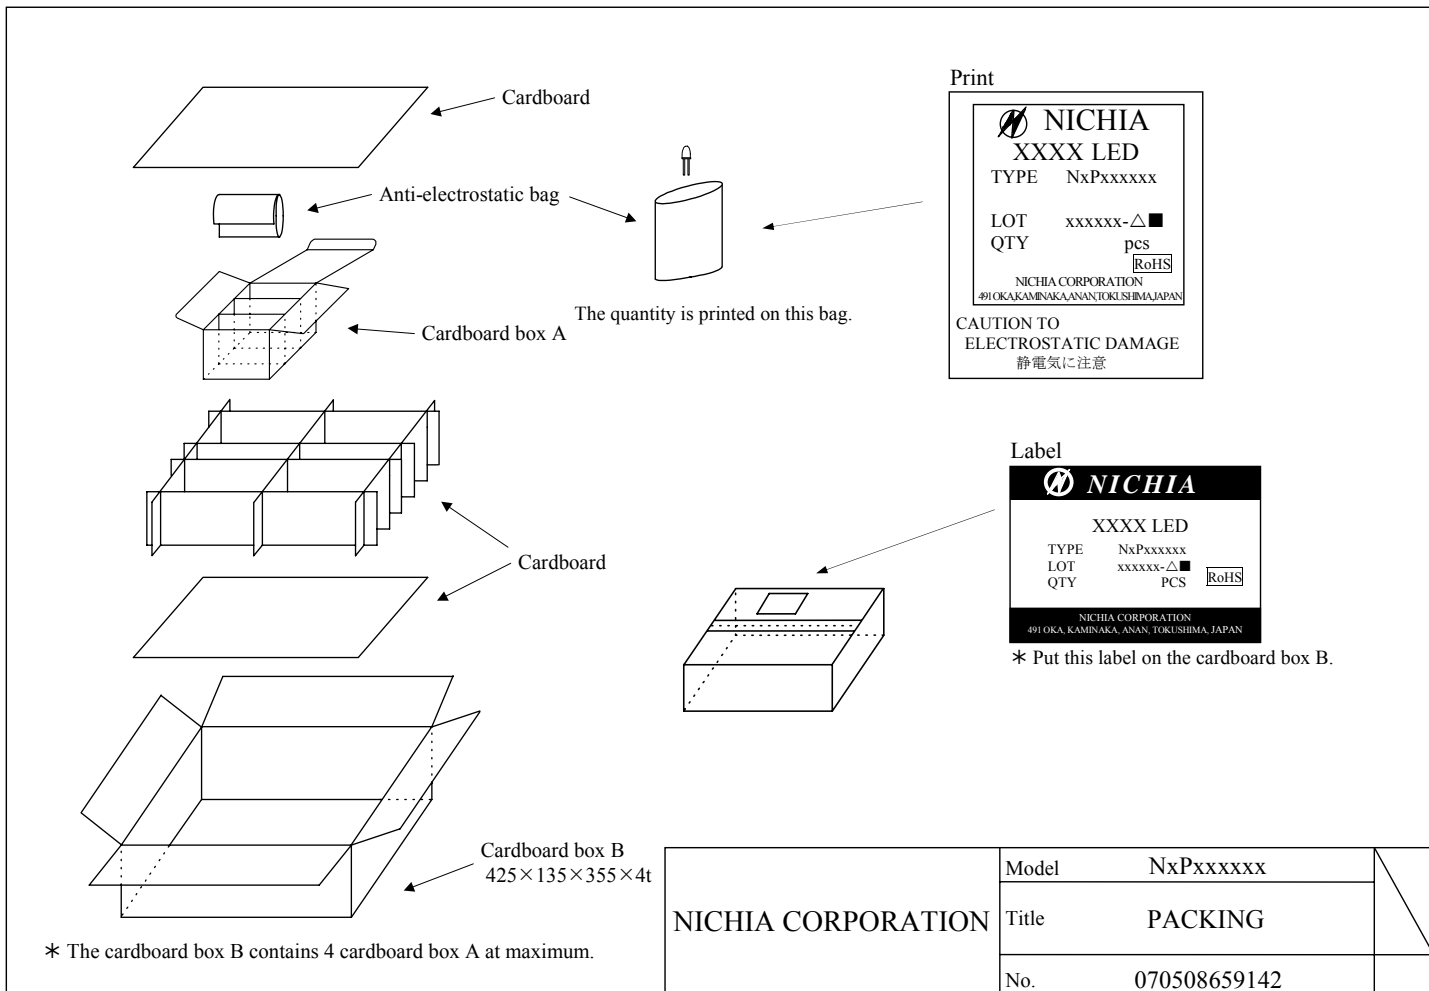 Cardboard
Anti-electrostatic bag
Cardboard box A
Cardboard
Cardboard box B
425×135×355×4t
＊ The cardboard box B contains 4 cardboard box A at maximum.
The quantity is printed on this bag.
Print
NICHIA
XXXX LED
TYPE NxPxxxxxx
LOT xxxxxx-△■
QTY pcs
RoHS
NICHIA CORPORATION
491 OKA,KAMINAKA,ANAN,TOKUSHIMA,JAPAN
CAUTION TO
ELECTROSTATIC DAMAGE
静電気に注意
Label
NICHIA
XXXX LED
TYPE NxPxxxxxx
LOT xxxxxx-△■
QTY PCS
RoHS
NICHIA CORPORATION
491 OKA, KAMINAKA, ANAN, TOKUSHIMA, JAPAN
＊ Put this label on the cardboard box B.
NICHIA CORPORATION
Model NxPxxxxxx
Title PACKING
No. 070508659142